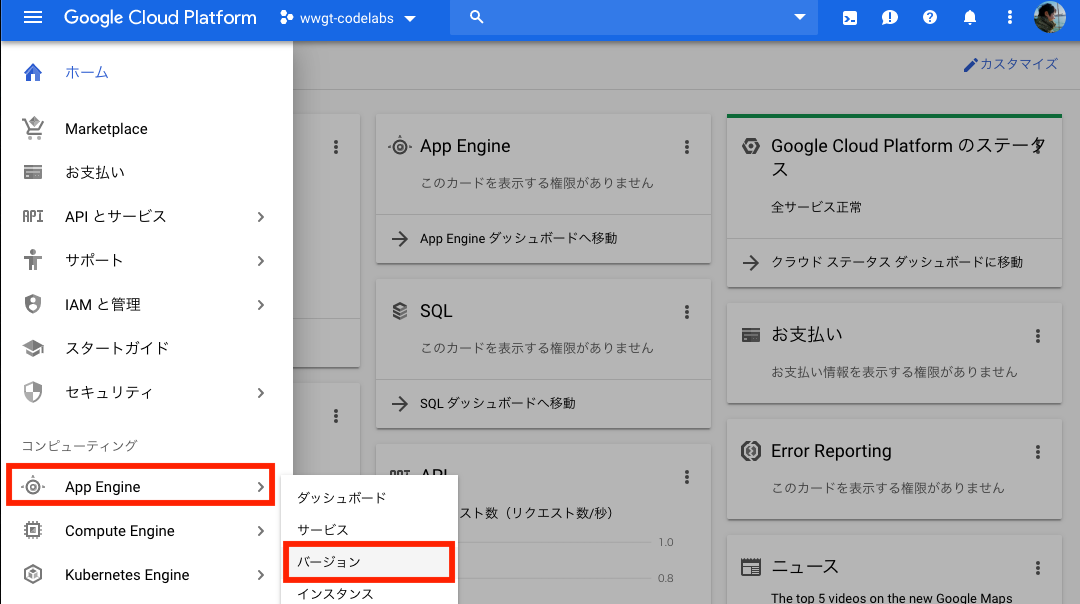 Google Cloud Platform
wwgt-codelabs
ホーム
カスタマイズ
Marketplace
お支払い
API API とサービス
サポート
IAM と管理
スタートガイド
セキュリティ
コンピューティング
App Engine
Compute Engine
Kubernetes Engine
ダッシュボード
サービス
バージョン
インスタンス
App Engine
このカードを表示する権限がありません
App Engine ダッシュボードへ移動
SQL
このカードを表示する権限がありません
SQL ダッシュボードへ移動
API API
スト数（リクエスト数/秒）
1.0
0.8
Google Cloud Platform のステータ
ス
全サービス正常
クラウド ステータス ダッシュボードに移動
お支払い
お支払い情報を表示する権限がありません
Error Reporting
このカードを表示する権限がありません
ニュース
The top 5 videos on the new Google Maps